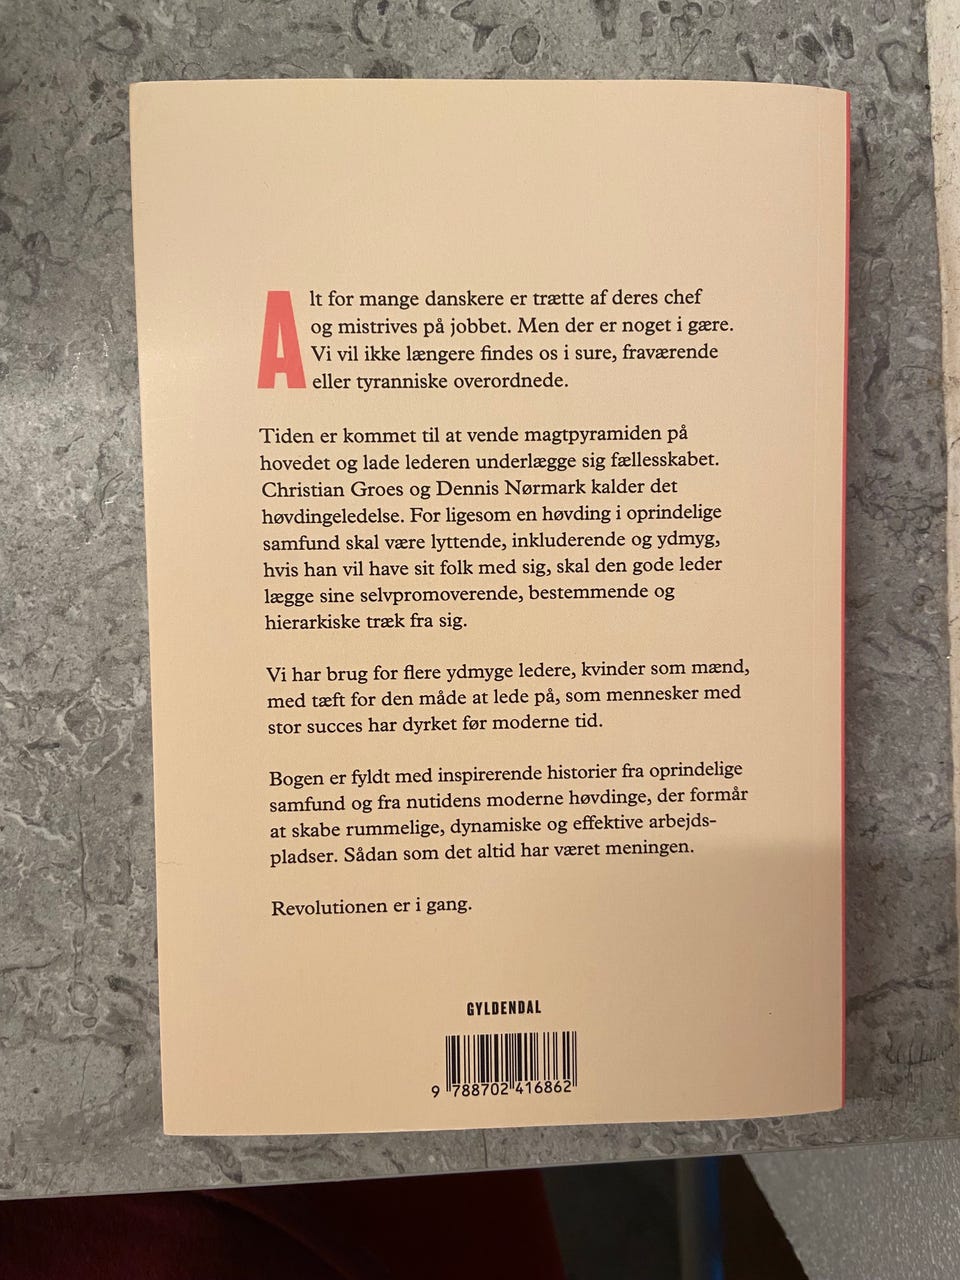 Alt for mange danskere er trætte af deres chef
og mistrives på jobbet. Men der er noget i gære.
Vi vil ikke længere findes os i sure, fraværende
eller tyranniske overordnede.
Tiden er kommet til at vende magtpyramiden på
hovedet og lade lederen underlægge sig fællesskabet.
Christian Groes og Dennis Nørmark kalder det
høvdingeledelse. For ligesom en høvding i oprindelige
samfund skal være lyttende, inkluderende og ydmyg,
hvis han vil have sit folk med sig, skal den gode leder
lægge sine selvpromoverende, bestemmende og
hierarkiske træk fra sig.
Vi har brug for flere ydmyge ledere, kvinder som mænd,
med tæft for den måde at lede på, som mennesker med
stor succes har dyrket før moderne tid.
Bogen er fyldt med inspirerende historier fra oprindelige
samfund og fra nutidens moderne høvdinge, der formår
at skabe rummelige, dynamiske og effektive arbejds-
pladser. Sådan som det altid har været meningen.
Revolutionen er i gang.
GYLDENDAL
9 788702 416862